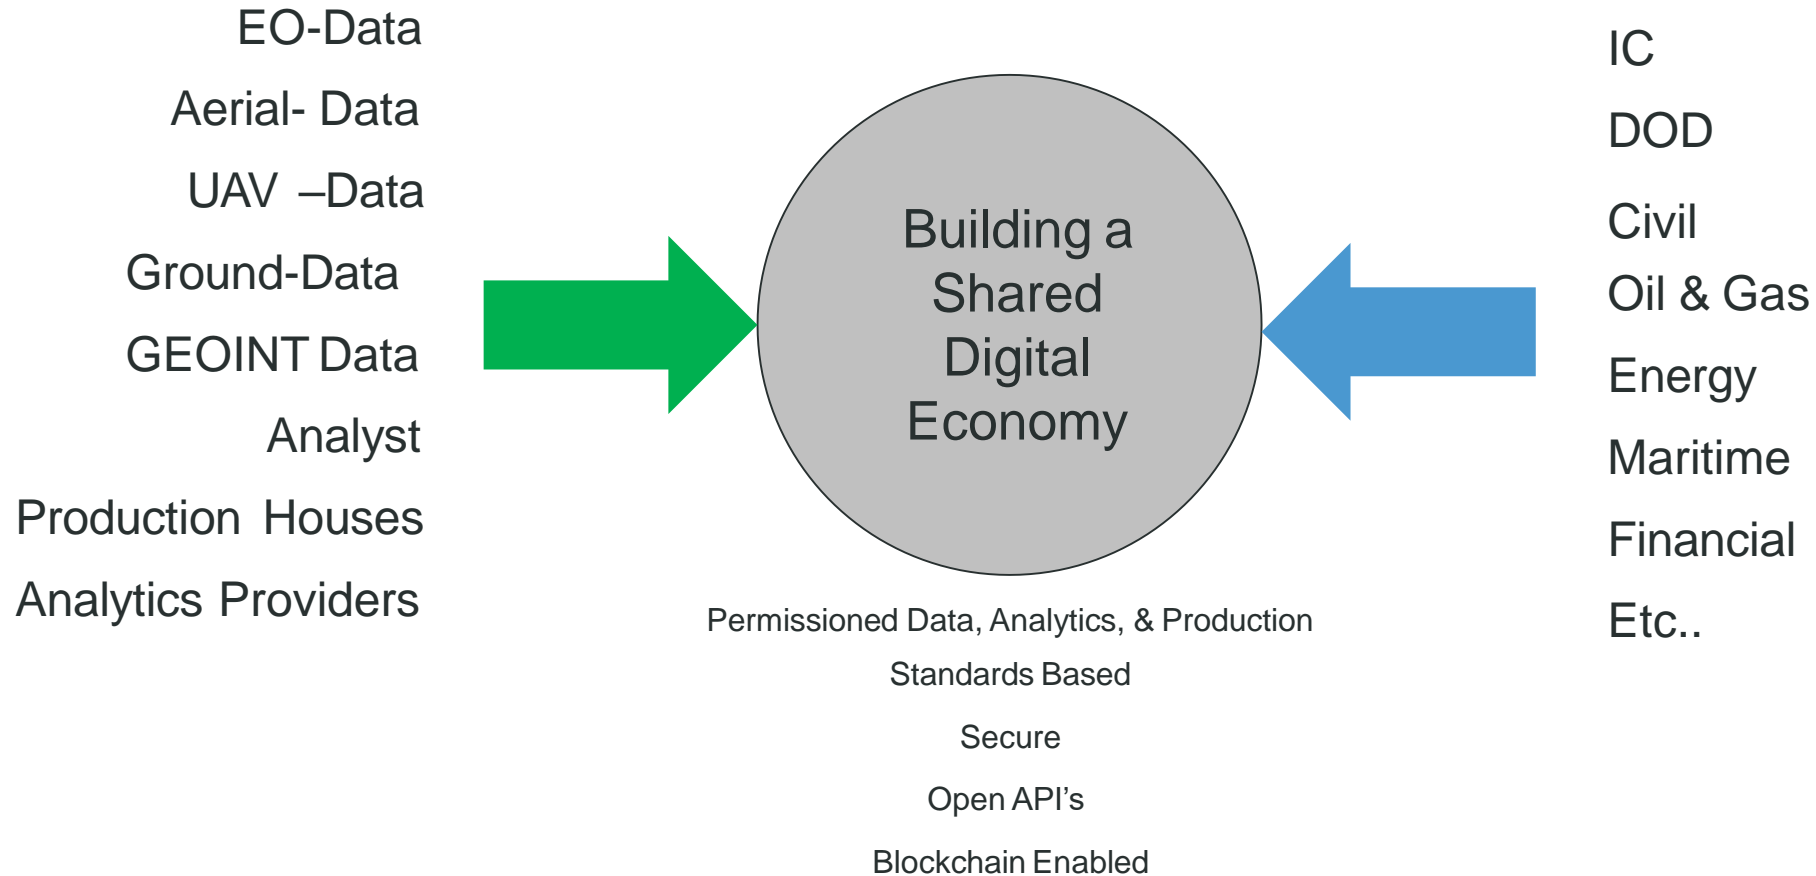 EO-Data
Aerial- Data
UAV –Data
Ground-Data
GEOINT Data
Analyst
Production Houses
Analytics Providers
Building a
Shared
Digital
Economy
Permissioned Data, Analytics, & Production
Standards Based
Secure
Open API’s
Blockchain Enabled
IC
DOD
Civil
Oil & Gas
Energy
Maritime
Financial
Etc..